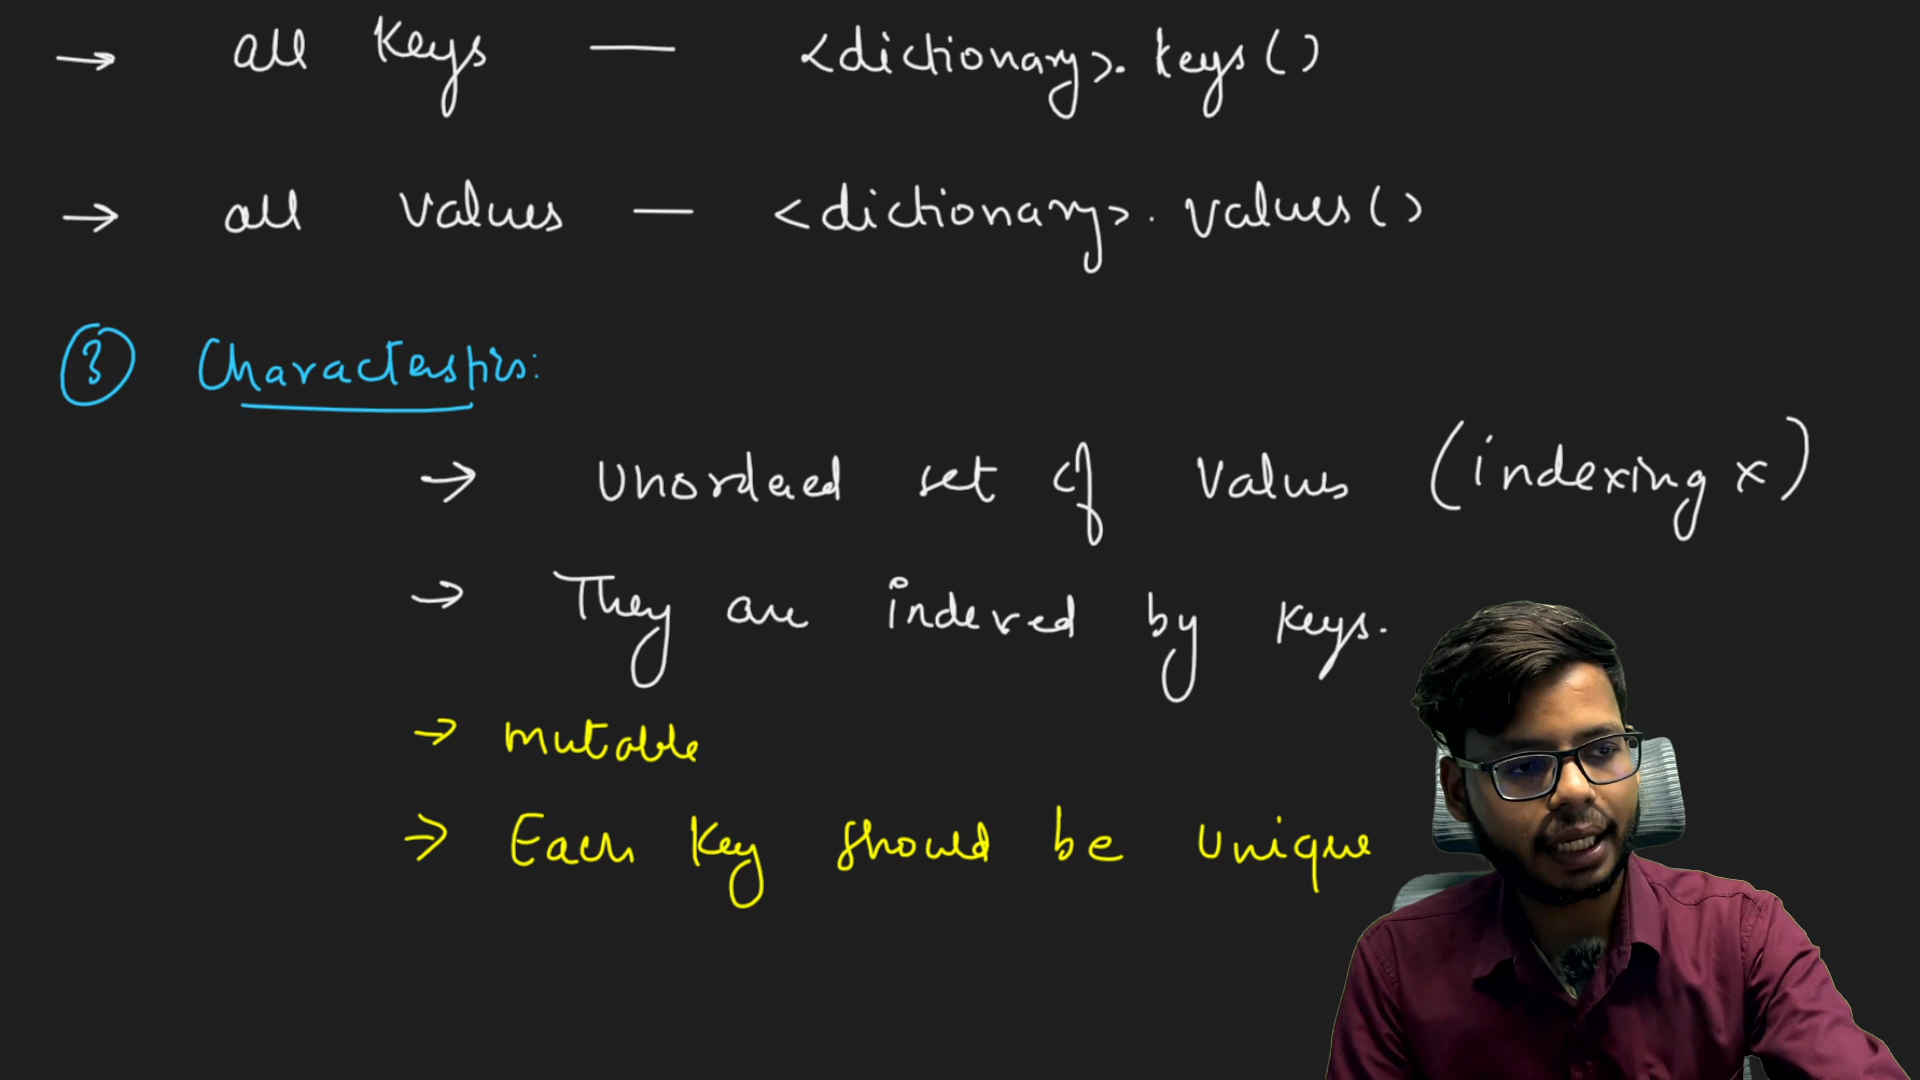 → all keys — <dictionary>.keys()
→ all values — <dictionary>.values()
③ Characterstics:
→ Unordered set of values (indexing x)
→ They are indexed by keys.
→ mutable
→ Each key should be unique